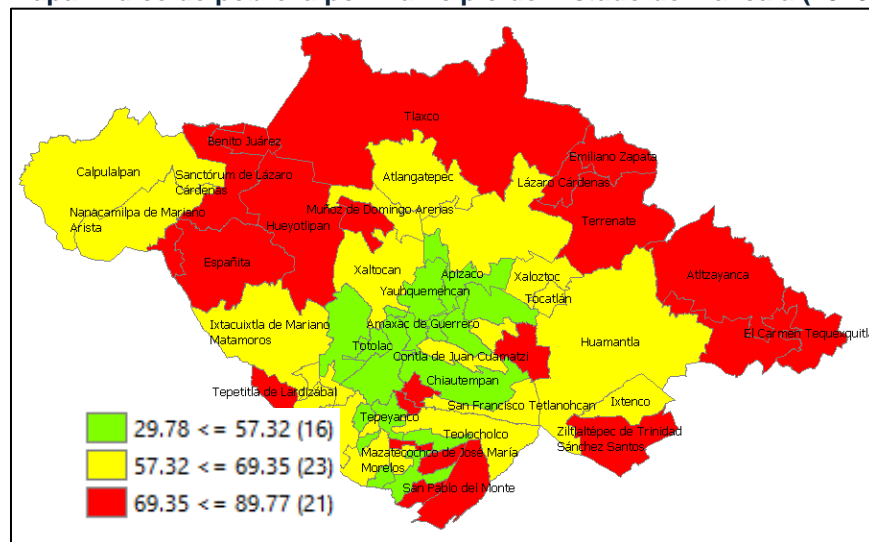 Tlaxco
Benito Juárez
Emiliano Zapata
Calpulalpan
Sanctórum de Lázaro
Cárdenas
Atlangatepec
Lázaro Cárdenas
Nanacamilpa de Mariano
Arista
Hueyotlipan
Muñoz de Domingo Arenas
Terrenate
Españita
Xaltocan
Apizaco
Xaloztoc
Atltzayanca
Yauhquemehcan
Tocatlán
Ixtacuixtla de Mariano
Matamoros
Amaxac de Guerrero
Totolac
Contla de Juan Cuamatzi
Huamantla
El Carmen Tequexquitla
Tepetitla de Lardizábal
Chiautempan
San Francisco Tetlanohcan
Ixtenco
Tepeyanco
Teolocholco
Ziltlaltépec de Trinidad
Sánchez Santos
Mazatecochco de José María
Morelos
San Pablo del Monte
29.78 <= 57.32 (16)
57.32 <= 69.35 (23)
69.35 <= 89.77 (21)